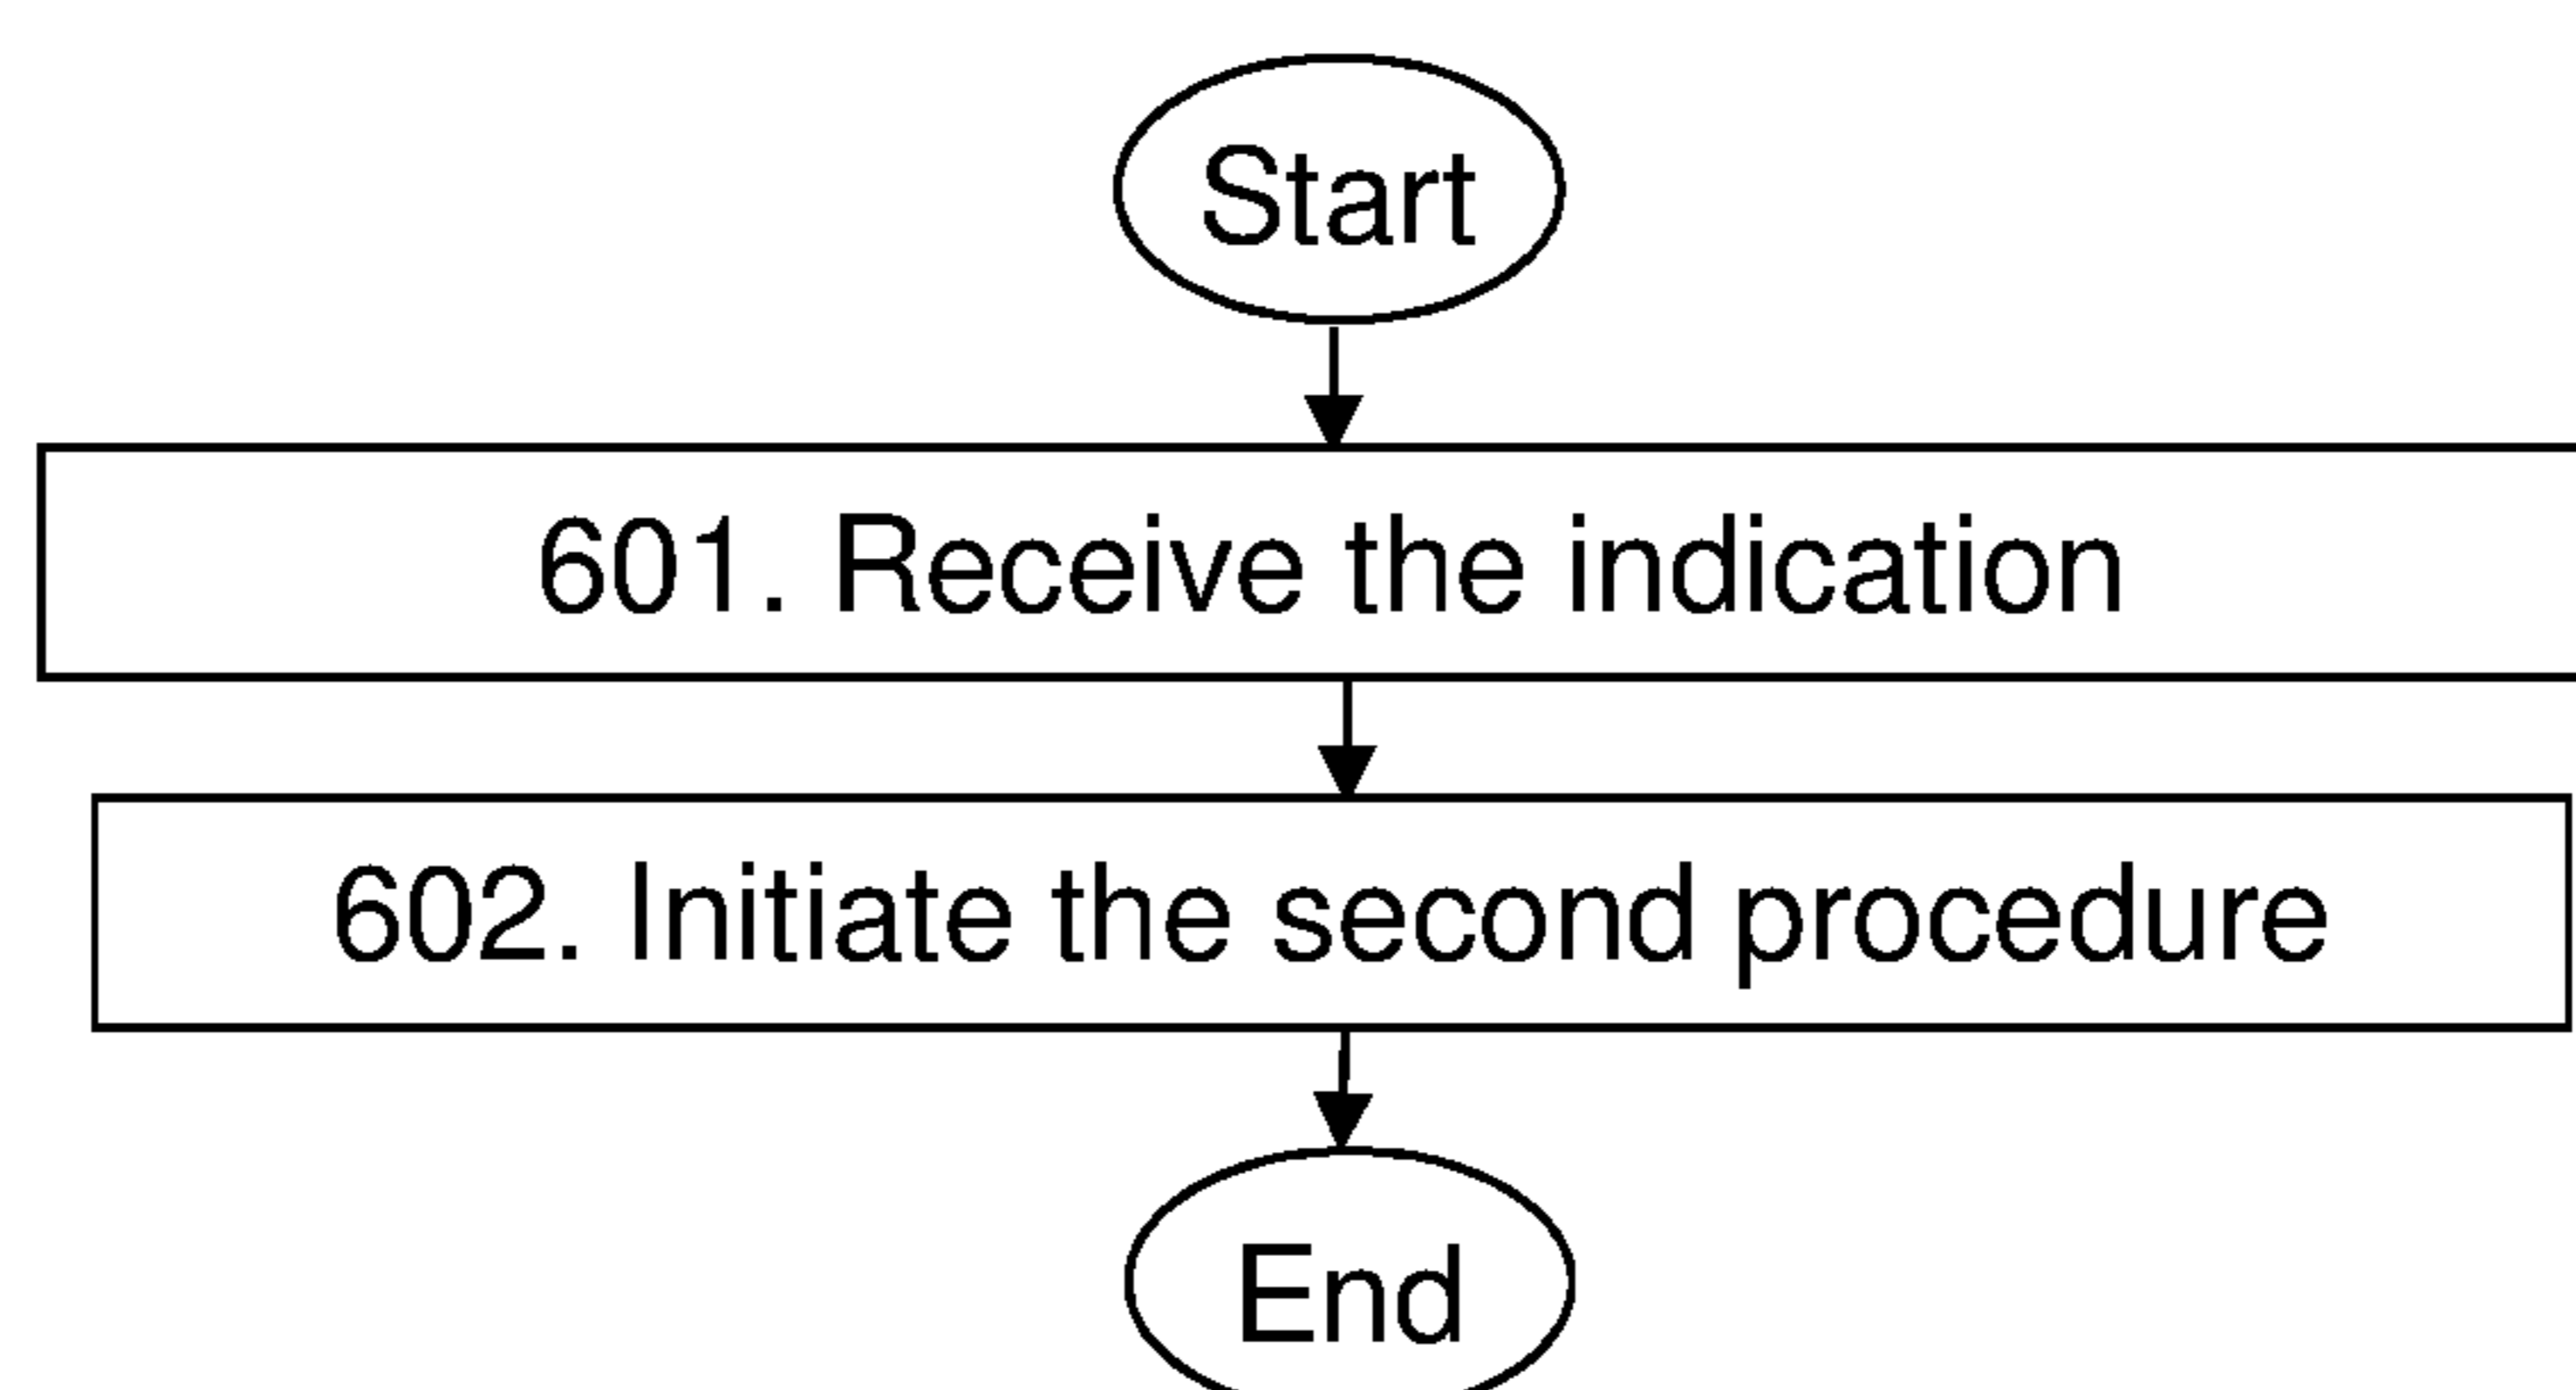 Start
601. Receive the indication
602. Initiate the second procedure
End